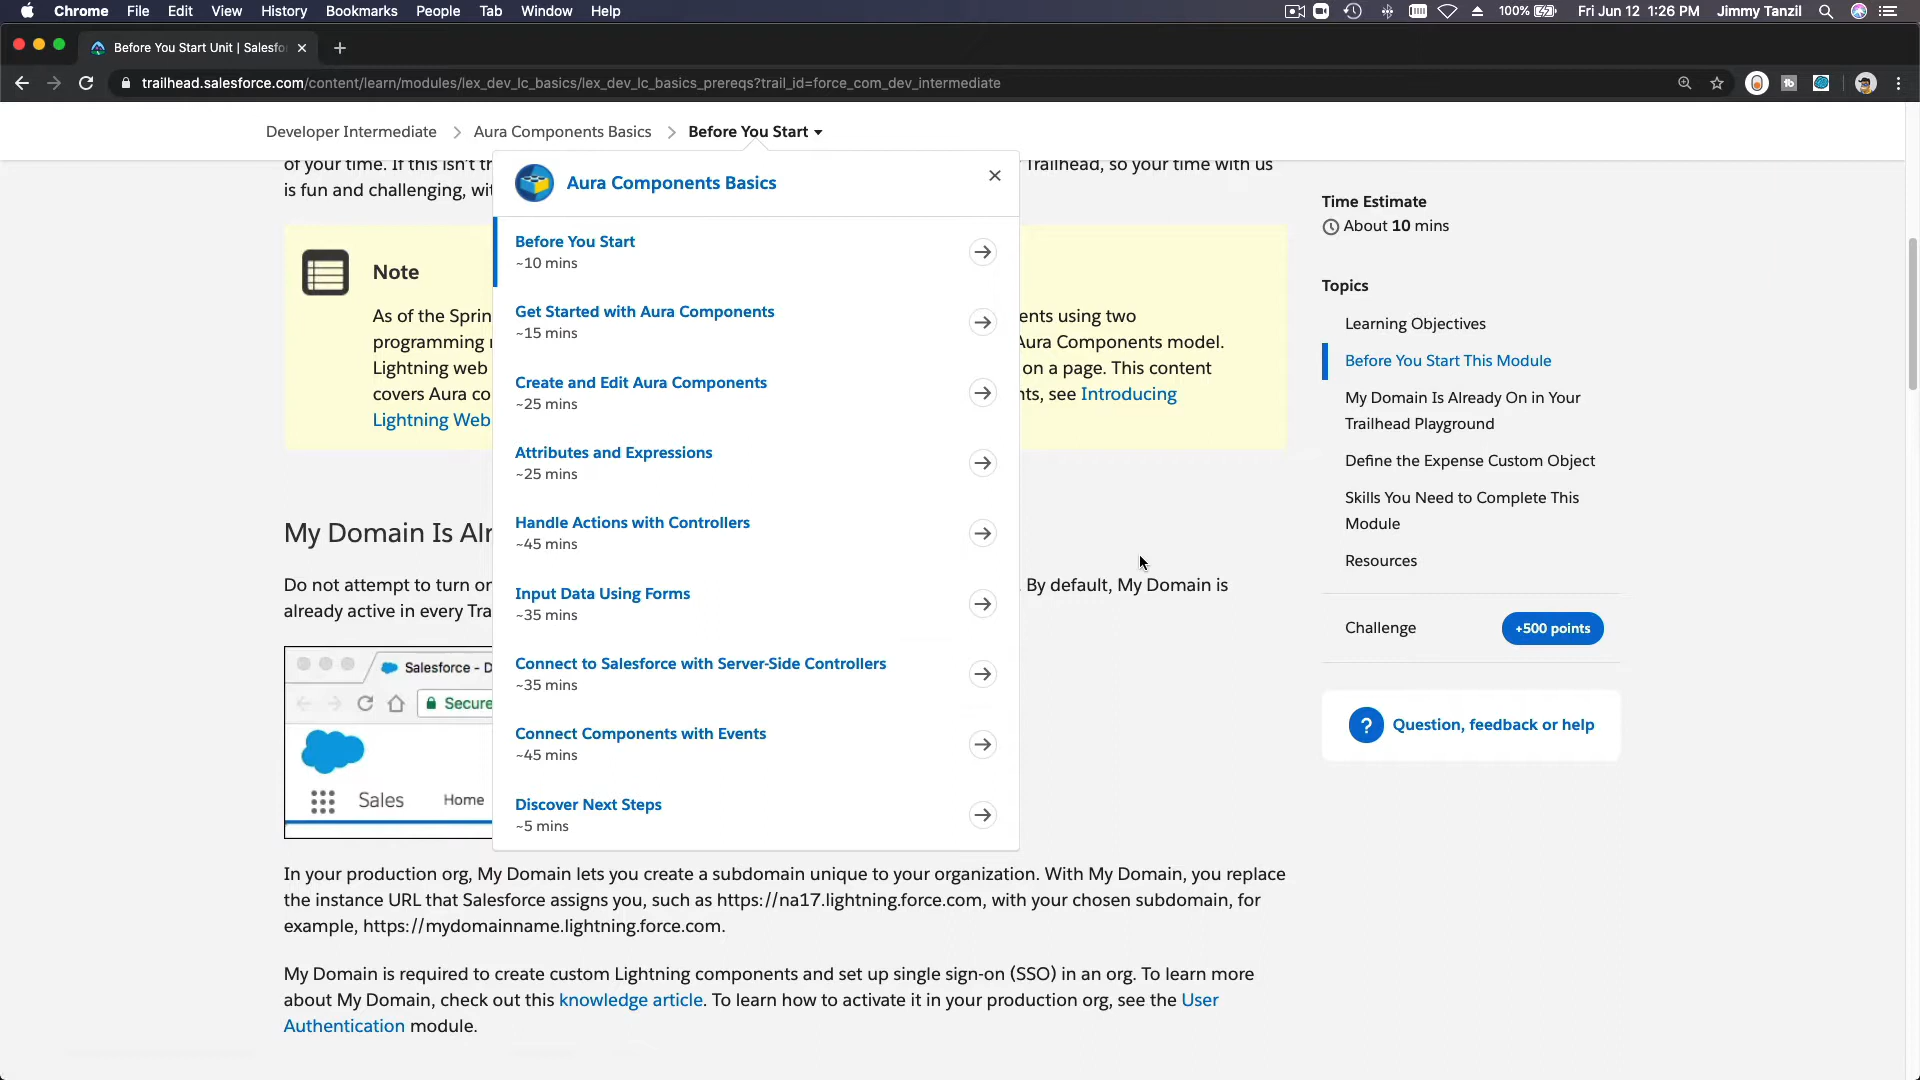 Chrome File Edit View History Bookmarks People Tab Window Help 100% Fri Jun 12 1:26 PM Jimmy Tanzil
Before You Start Unit | Salesfo
trailhead.salesforce.com/content/learn/modules/lex_dev_lc_basics/lex_dev_lc_basics_prereqs?trail_id=force_com_dev_intermediate
Developer Intermediate > Aura Components Basics > Before You Start
of your time. If this isn't th
Trailhead, so your time with us
is fun and challenging, wit
Aura Components Basics
Before You Start
~10 mins
Get Started with Aura Components
~15 mins
Create and Edit Aura Components
~25 mins
Attributes and Expressions
~25 mins
Handle Actions with Controllers
~45 mins
Input Data Using Forms
~35 mins
Connect to Salesforce with Server-Side Controllers
~35 mins
Connect Components with Events
~45 mins
Discover Next Steps
~5 mins
Note
As of the Sprin
ents using two
programming
Aura Components model.
Lightning web
on a page. This content
covers Aura co
nts, see Introducing
Lightning Web
My Domain Is Alr
Do not attempt to turn on
. By default, My Domain is
already active in every Tra
Salesforce - D
Secure
Sales Home
In your production org, My Domain lets you create a subdomain unique to your organization. With My Domain, you replace
the instance URL that Salesforce assigns you, such as https://na17.lightning.force.com, with your chosen subdomain, for
example, https://mydomainname.lightning.force.com.
My Domain is required to create custom Lightning components and set up single sign-on (SSO) in an org. To learn more
about My Domain, check out this knowledge article. To learn how to activate it in your production org, see the User
Authentication module.
Time Estimate
About 10 mins
Topics
Learning Objectives
Before You Start This Module
My Domain Is Already On in Your
Trailhead Playground
Define the Expense Custom Object
Skills You Need to Complete This
Module
Resources
Challenge +500 points
? Question, feedback or help